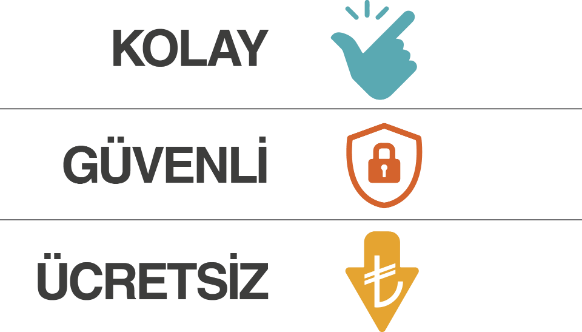 KOLAY
GÜVENLİ
ÜCRETSİZ
₺